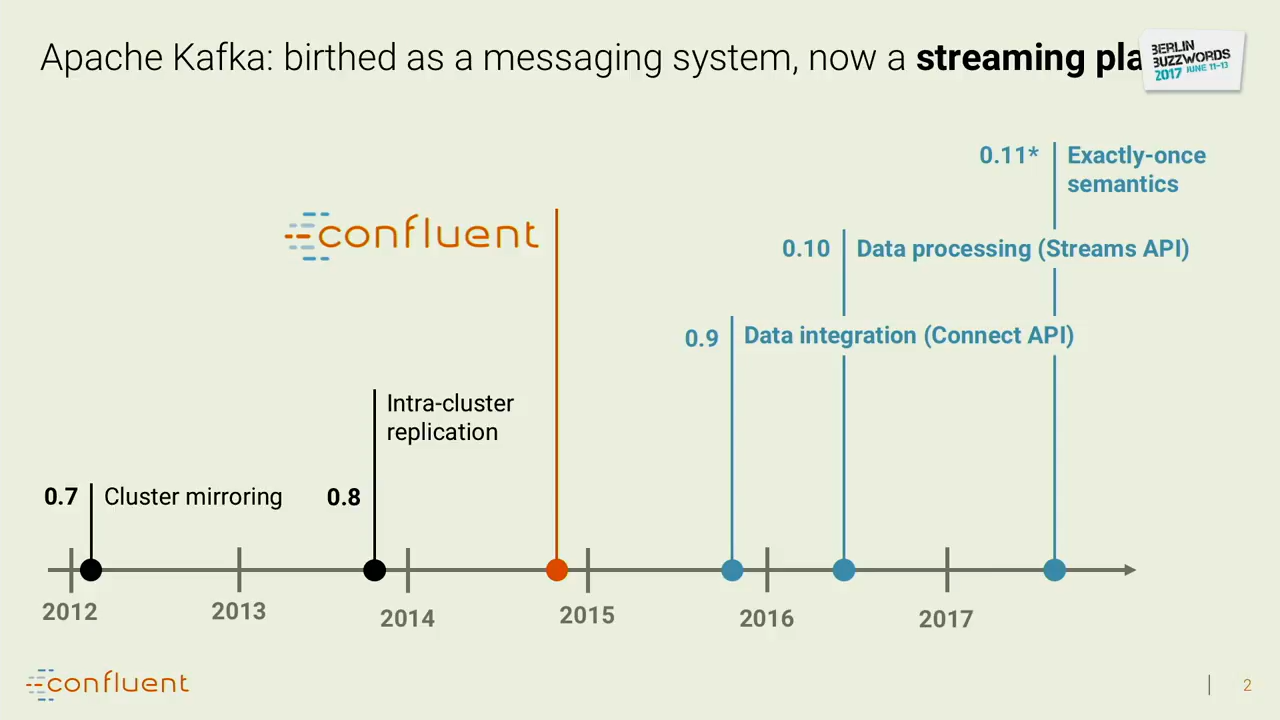 Apache Kafka: birthed as a messaging system, now a streaming pla
BERLIN
BUZZWORDS
2017 JUNE 11-13
0.11* Exactly-once
semantics
confluent
0.10 Data processing (Streams API)
0.9 Data integration (Connect API)
Intra-cluster
replication
0.7 Cluster mirroring 0.8
2012 2013 2014 2015 2016 2017
confluent
2